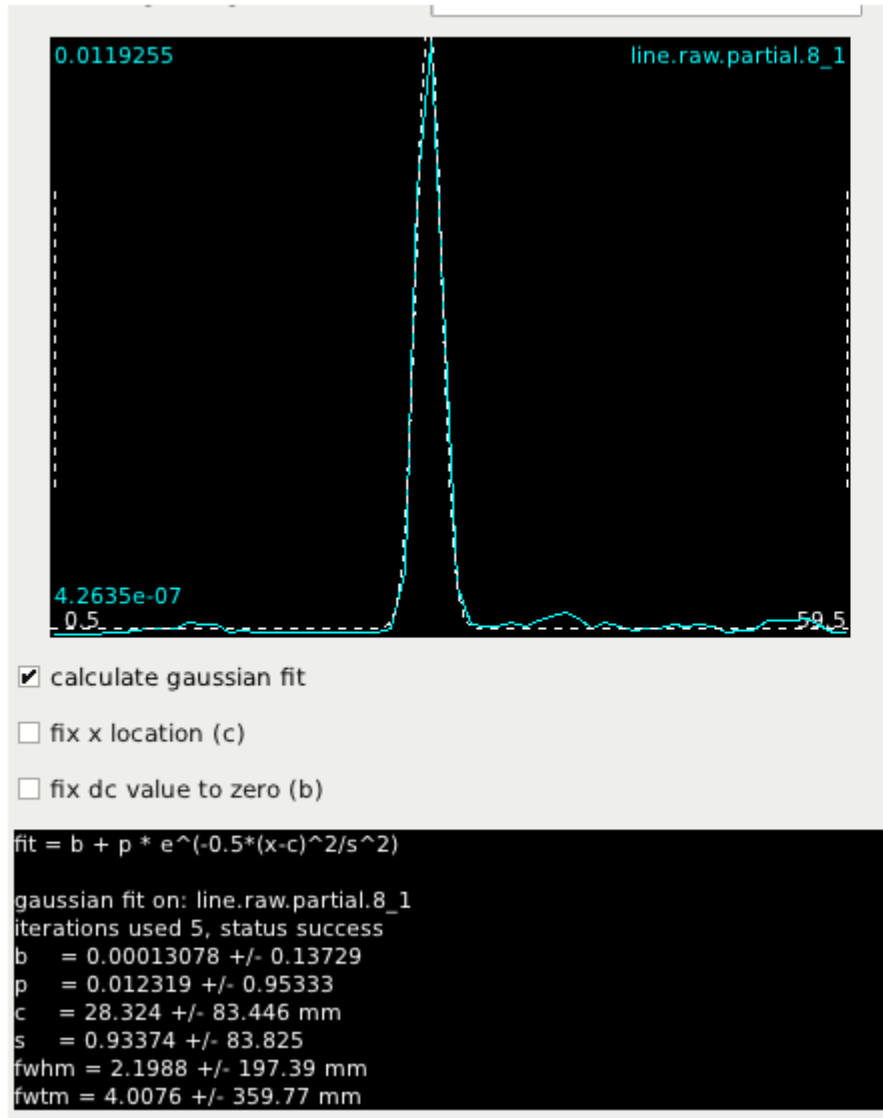 0.0119255 line.raw.partial.8_1
4.2635e-07
0.5 59.5
calculate gaussian fit
fix x location (c)
fix dc value to zero (b)
fit = b + p * e^(-0.5*(x-c)^2/s^2)
gaussian fit on: line.raw.partial.8_1
iterations used 5, status success
b = 0.00013078 +/- 0.13729
p = 0.012319 +/- 0.95333
c = 28.324 +/- 83.446 mm
s = 0.93374 +/- 83.825
fwhm = 2.1988 +/- 197.39 mm
fwtm = 4.0076 +/- 359.77 mm